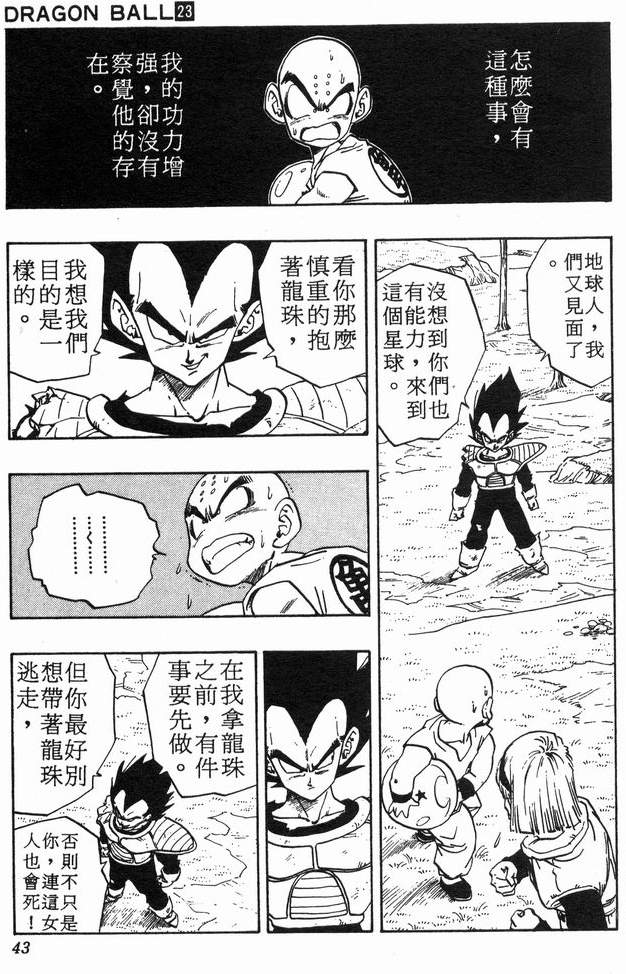 DRAGON BALL 23
怎麼會有
這種事，
我的功力增
强，卻沒有
察覺他的存
在。
地球人，我
們又見面了
。
沒想到你們也
有能力，來到
這個星球。
看你那麼
慎重的抱
著龍珠，
我想我們
目的是一
樣的。
在我拿龍珠
之前，有件
事要先做。
但你最好別
想帶著龍珠
逃走，
否則不只是
你，連這女
人也會死！
43